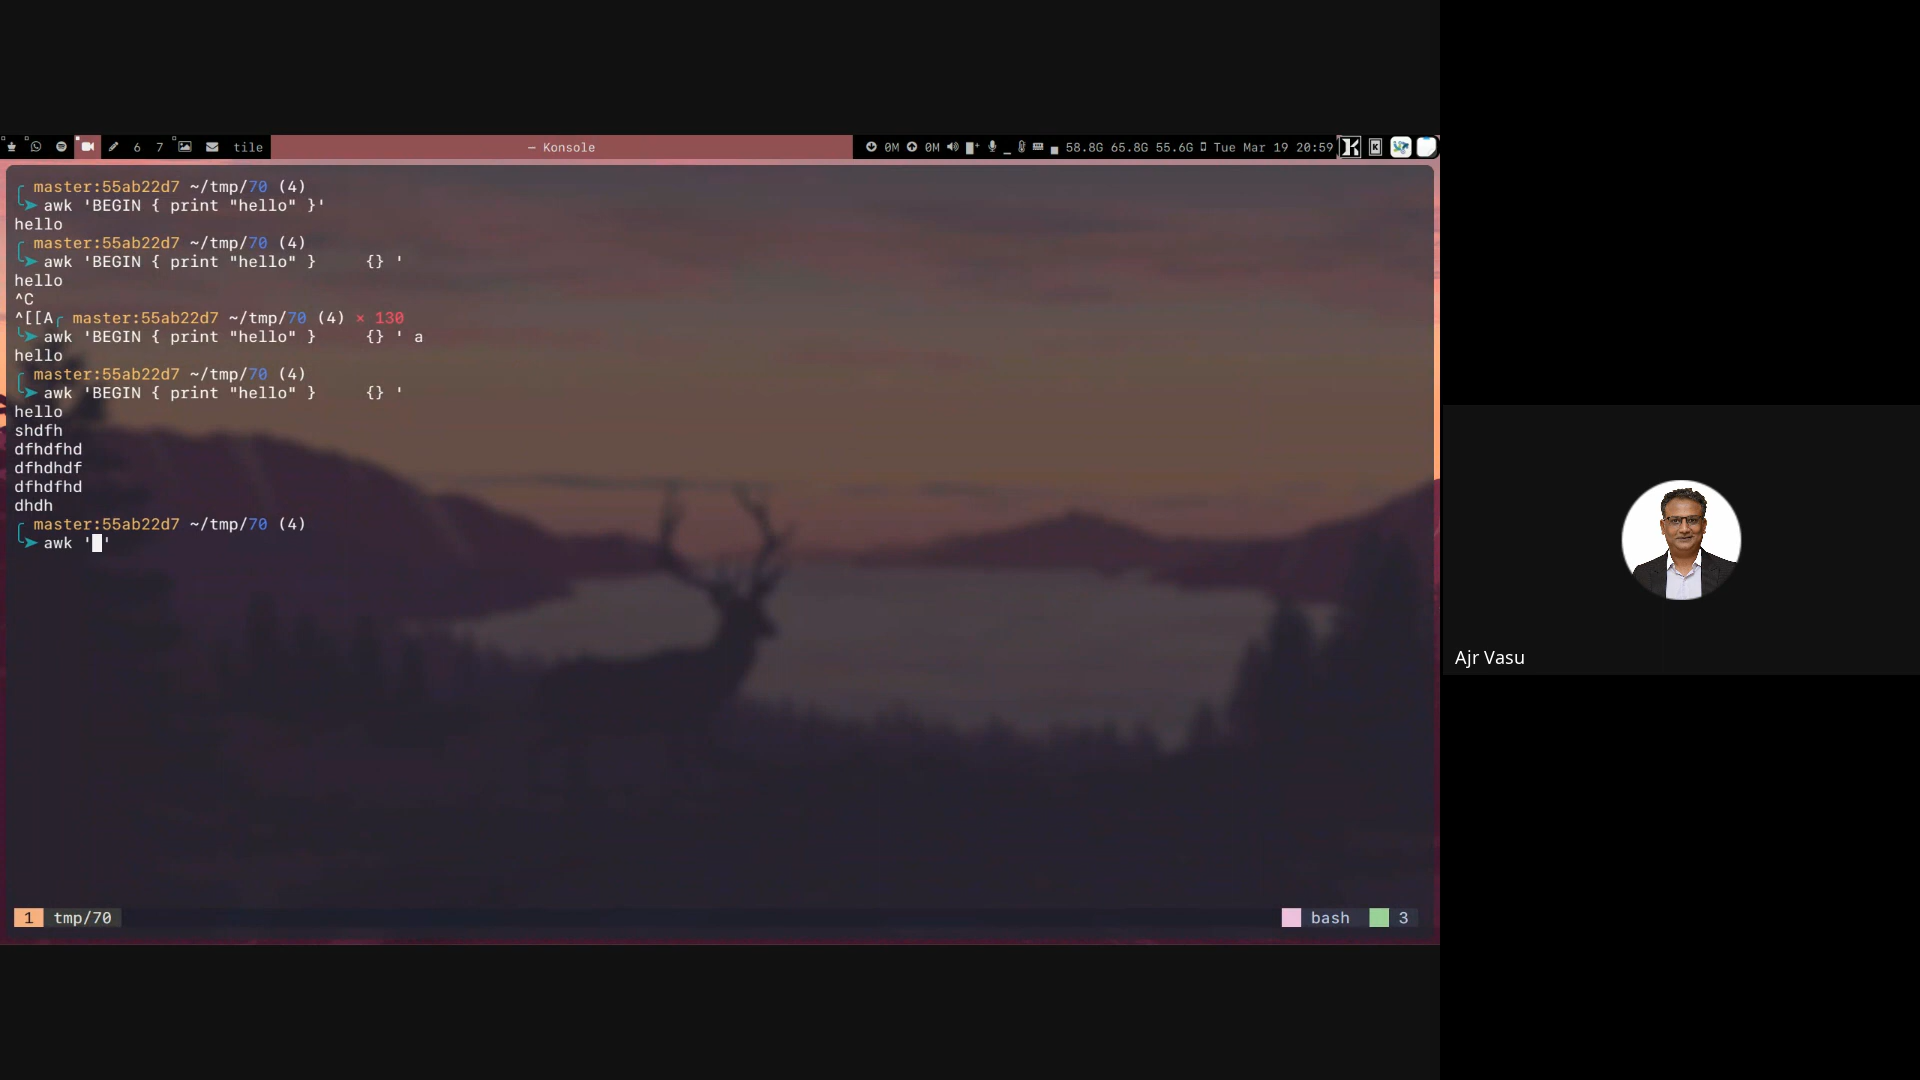 6 7 tile — Konsole 0M 0M 58.8G 65.8G 55.6G Tue Mar 19 20:59
master:55ab22d7 ~/tmp/70 (4)
awk 'BEGIN { print "hello" }'
hello
master:55ab22d7 ~/tmp/70 (4)
awk 'BEGIN { print "hello" }     {} '
hello
^C
^[[A master:55ab22d7 ~/tmp/70 (4) × 130
awk 'BEGIN { print "hello" }     {} ' a
hello
master:55ab22d7 ~/tmp/70 (4)
awk 'BEGIN { print "hello" }     {} '
hello
shdfh
dfhdfhd
dfhdhdf
dfhdfhd
dhdh
master:55ab22d7 ~/tmp/70 (4)
awk ' '
1 tmp/70 bash 3
Ajr Vasu